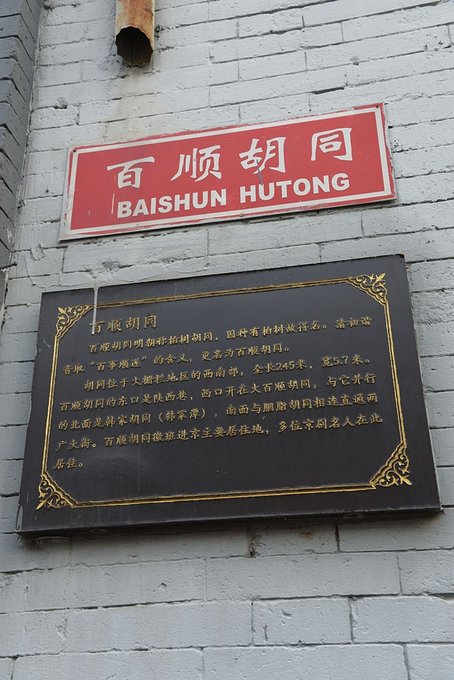 百顺胡同
BAISHUN HUTONG
百顺胡同
百顺胡同明朝称柏树胡同，因种有柏树故得名。清初谐
音取“百事顺遂”的含义，更名为百顺胡同。
胡同位于大栅栏地区的西南部，全长245米，宽5.7米。
百顺胡同的东口是陕西巷，西口开在大百顺胡同，与它并行
的北面是韩家胡同（韩家潭），南面与胭脂胡同相连直通两
广大街。百顺胡同徽班进京主要居住地，多位京剧名人在此
居住。